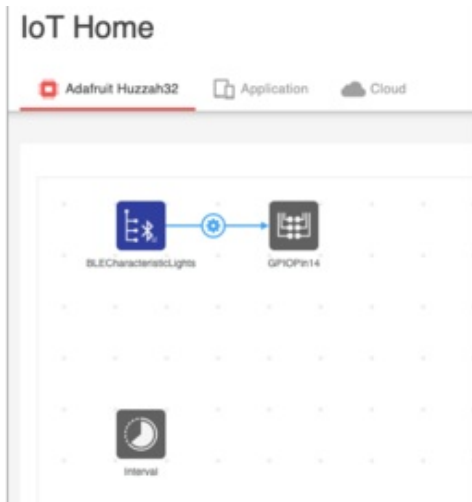 IoT Home
Adafruit Huzzah32 Application Cloud
BLECharacteristicLights GPIOPin14
Interval